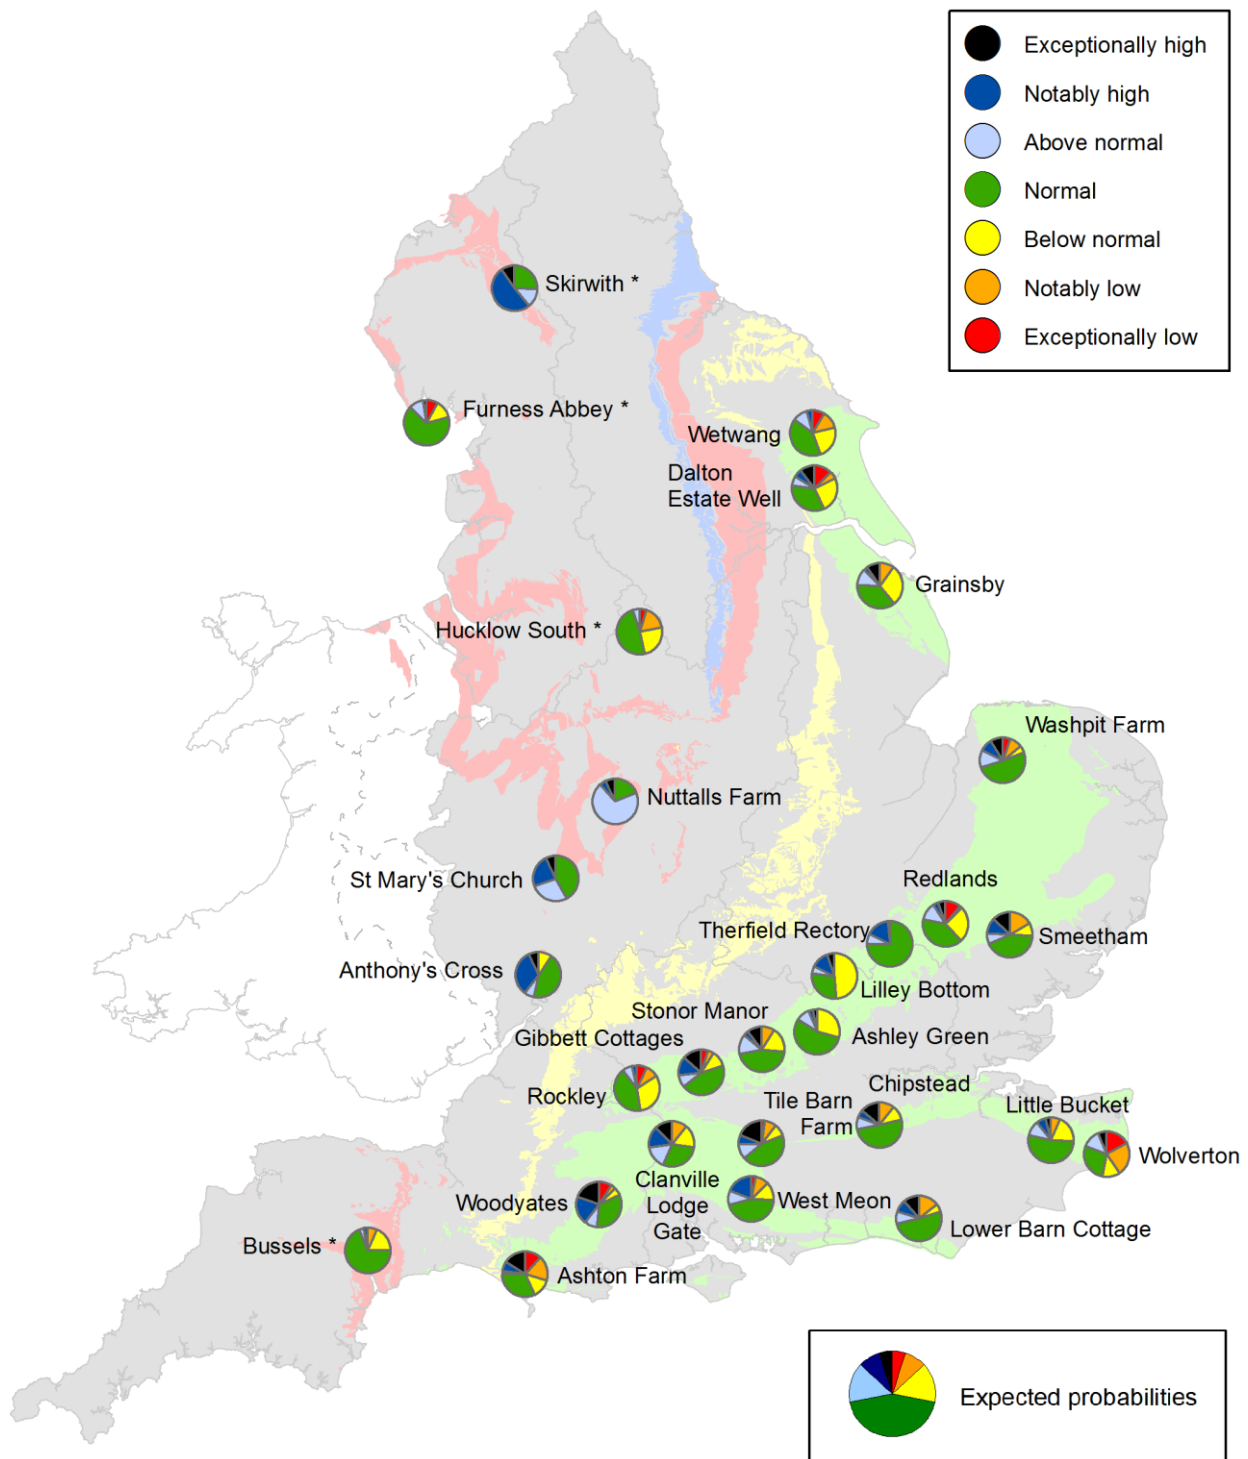 Exceptionally high
Notably high
Above normal
Normal
Below normal
Notably low
Exceptionally low
Skirwith *
Furness Abbey *
Wetwang
Dalton
Estate Well
Grainsby
Hucklow South *
Washpit Farm
Nuttalls Farm
St Mary's Church
Redlands
Therfield Rectory
Smeetham
Anthony's Cross
Lilley Bottom
Stonor Manor
Gibbett Cottages
Ashley Green
Rockley
Chipstead
Tile Barn
Farm
Little Bucket
Wolverton
Clanville
Lodge
Gate
Woodyates
West Meon
Lower Barn Cottage
Bussels *
Ashton Farm
Expected probabilities